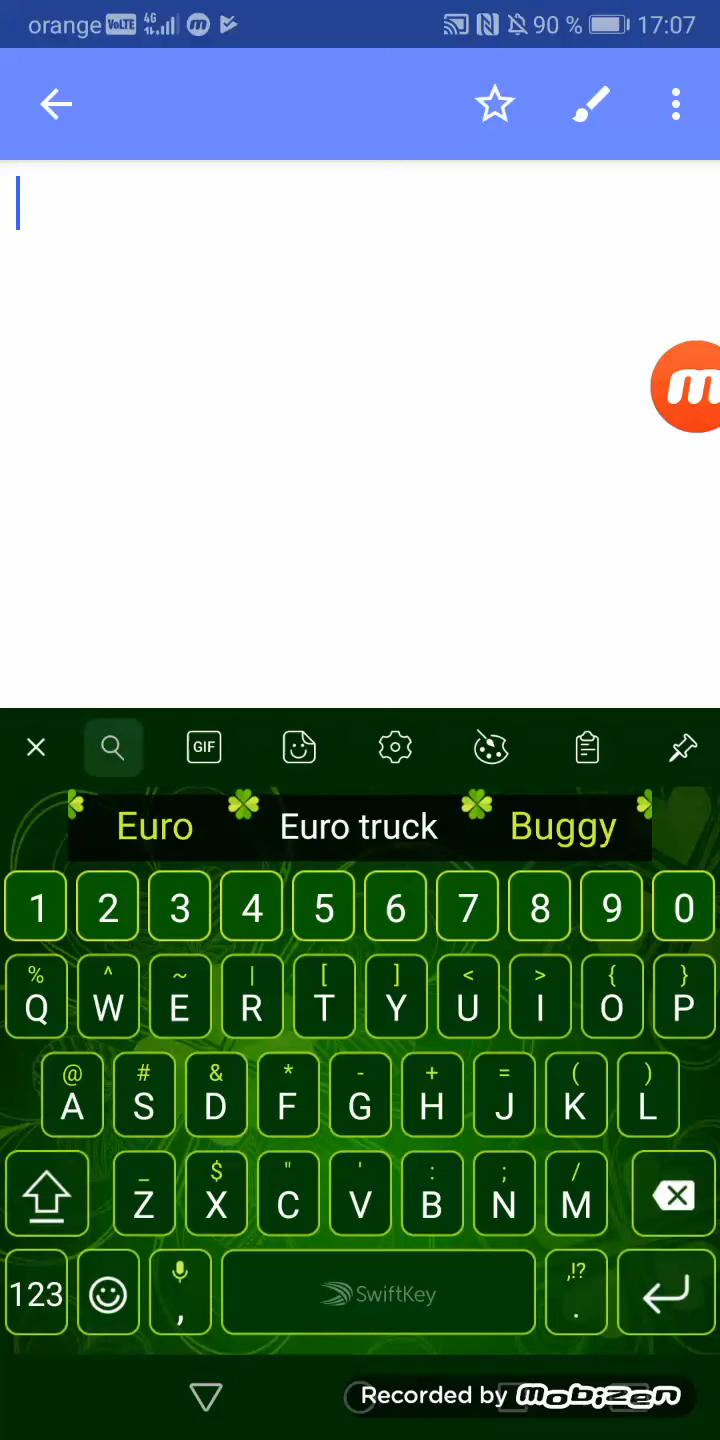 orange VoLTE 4G 90 % 17:07
m
GIF
Euro Euro truck Buggy
1 2 3 4 5 6 7 8 9 0
% ^ ~ | [ ] < > { }
Q W E R T Y U I O P
@ # & * - + = ( )
A S D F G H J K L
_ $ " ' : ; /
Z X C V B N M
,!?
123 , SwiftKey .
Recorded by mobizen